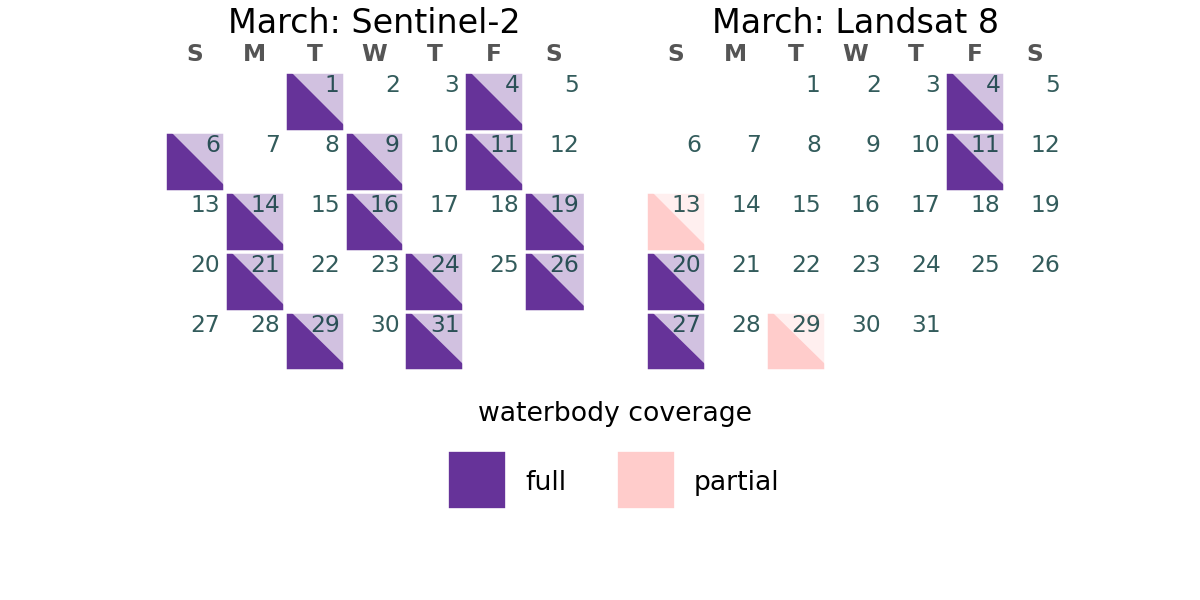 March: Sentinel-2
S M T W T F S
1 2 3 4 5
6 7 8 9 10 11 12
13 14 15 16 17 18 19
20 21 22 23 24 25 26
27 28 29 30 31
March: Landsat 8
S M T W T F S
1 2 3 4 5
6 7 8 9 10 11 12
13 14 15 16 17 18 19
20 21 22 23 24 25 26
27 28 29 30 31
waterbody coverage
full
partial